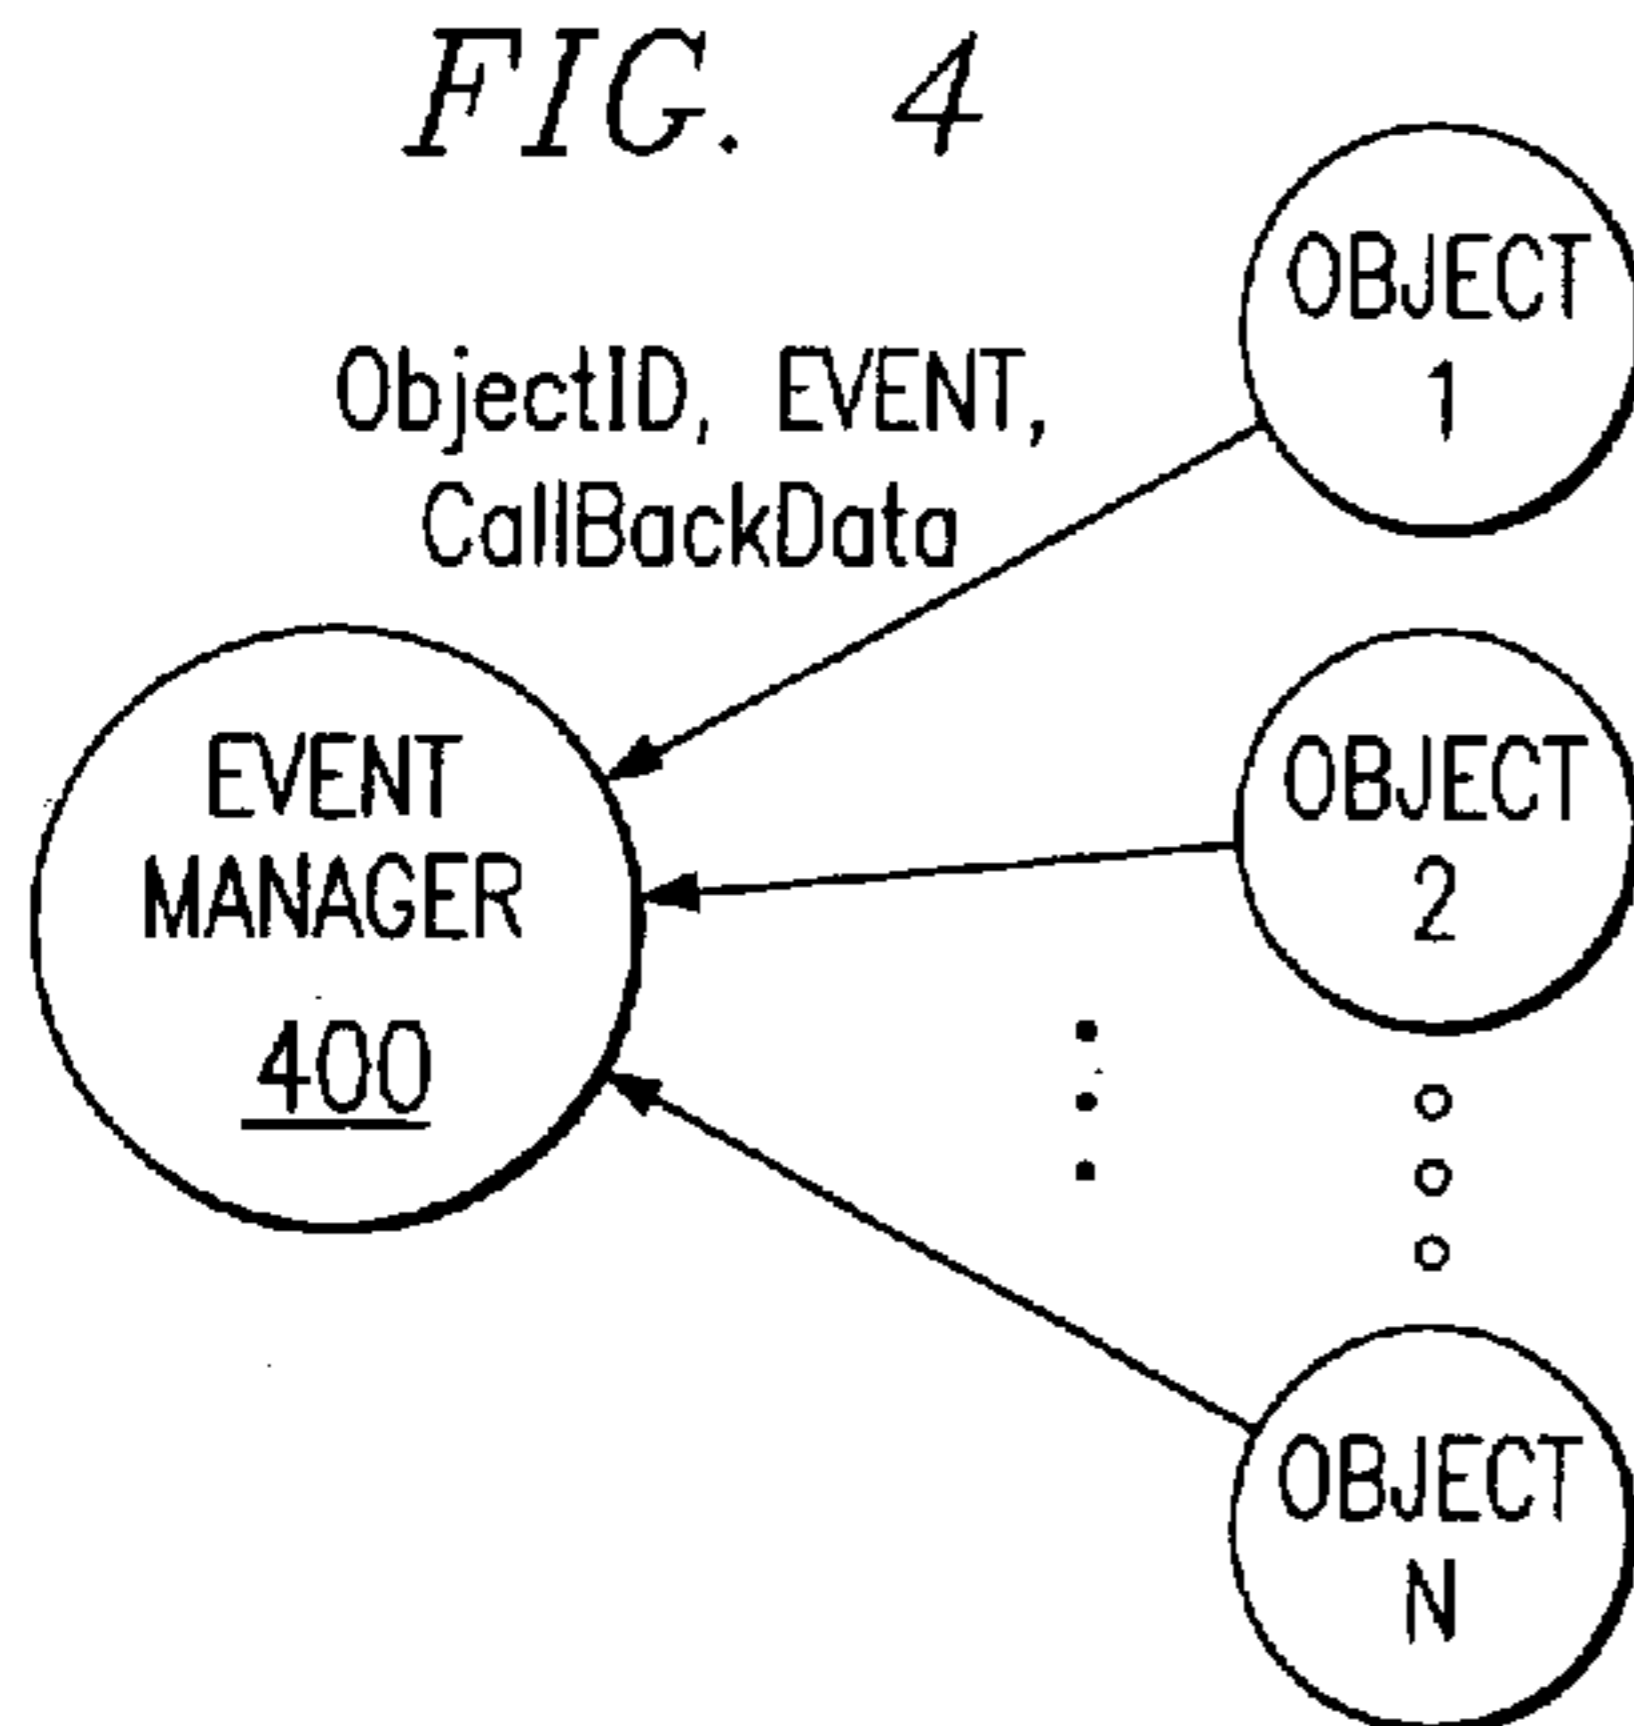 FIG. 4
OBJECT
1
ObjectID, EVENT,
CallBackData
EVENT
MANAGER
400
OBJECT
2
OBJECT
N